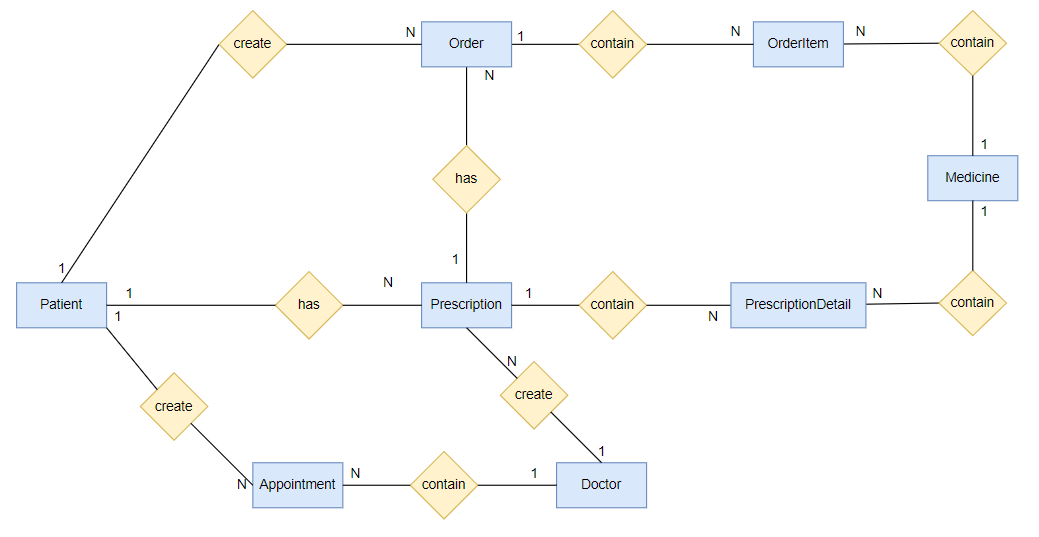 create
N
Order
1
contain
N
OrderItem
N
contain
N
1
has
Medicine
1
1
1
N
Patient
1
has
Prescription
1
contain
N
PrescriptionDetail
N
contain
1
N
create
create
1
N
Appointment
N
contain
1
Doctor